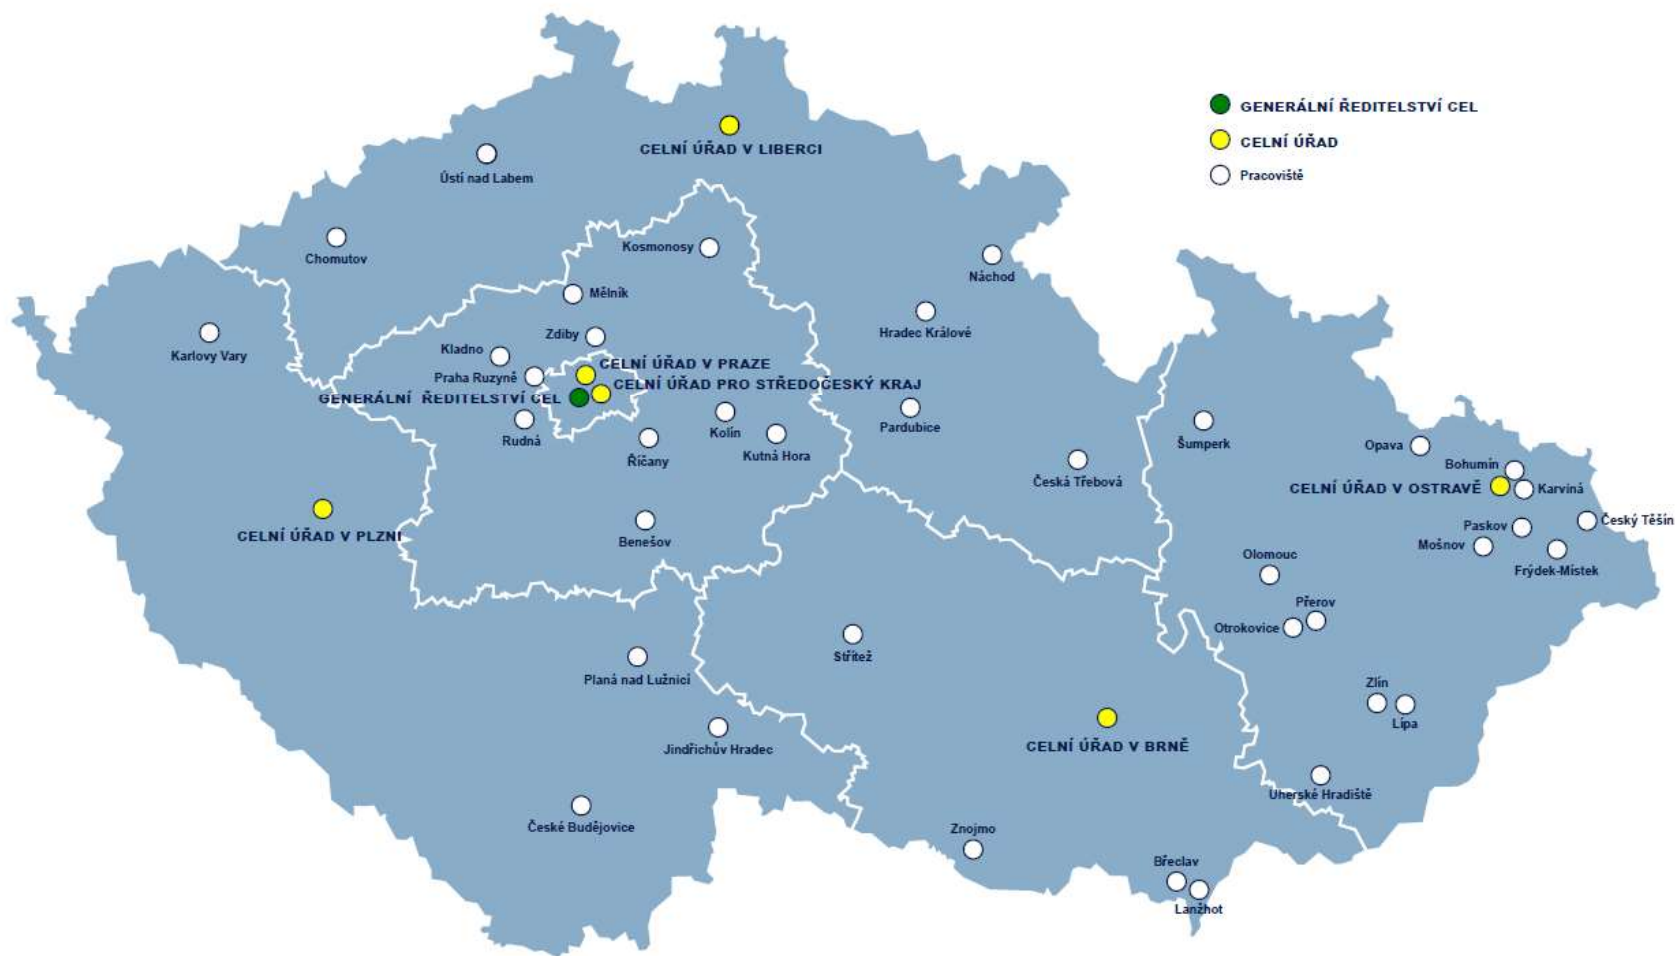 GENERÁLNÍ ŘEDITELSTVÍ CEL
CELNÍ ÚŘAD
Pracoviště
CELNÍ ÚŘAD V LIBERCI
Ústí nad Labem
Chomutov
Kosmonosy
Náchod
Mělník
Hradec Králové
Karlovy Vary
Zdiby
Kladno
CELNÍ ÚŘAD V PRAZE
Praha Ruzyně
CELNÍ ÚŘAD PRO STŘEDOČESKÝ KRAJ
GENERÁLNÍ ŘEDITELSTVÍ CEL
Rudná
Říčany
Kolín
Kutná Hora
Pardubice
Česká Třebová
Šumperk
Opava
Bohumín
CELNÍ ÚŘAD V OSTRAVĚ
Karviná
Český Těšín
Paskov
Mošnov
Frýdek-Místek
CELNÍ ÚŘAD V PLZNI
Benešov
Olomouc
Přerov
Otrokovice
Střítež
Planá nad Lužnicí
Zlín
Lípa
Jindřichův Hradec
CELNÍ ÚŘAD V BRNĚ
Uherské Hradiště
České Budějovice
Znojmo
Břeclav
Lanžhot